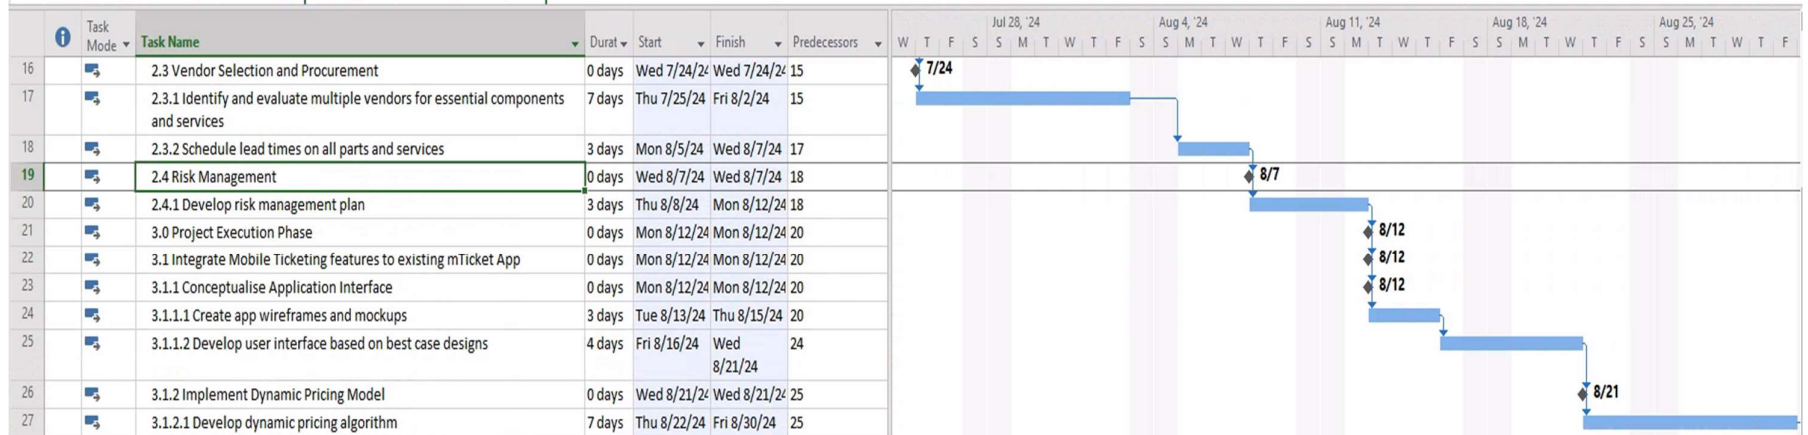 Task Mode Task Name Durat Start Finish Predecessors
Jul 28, '24 Aug 4, '24 Aug 11, '24 Aug 18, '24 Aug 25, '24
W T F S S M T W T F S S M T W T F S S M T W T F S S M T W T F S S M T W T F
16 2.3 Vendor Selection and Procurement 0 days Wed 7/24/24 Wed 7/24/24 15 7/24
17 2.3.1 Identify and evaluate multiple vendors for essential components 7 days Thu 7/25/24 Fri 8/2/24 15
and services
18 2.3.2 Schedule lead times on all parts and services 3 days Mon 8/5/24 Wed 8/7/24 17
19 2.4 Risk Management 0 days Wed 8/7/24 Wed 8/7/24 18 8/7
20 2.4.1 Develop risk management plan 3 days Thu 8/8/24 Mon 8/12/24 18
21 3.0 Project Execution Phase 0 days Mon 8/12/24 Mon 8/12/24 20 8/12
22 3.1 Integrate Mobile Ticketing features to existing mTicket App 0 days Mon 8/12/24 Mon 8/12/24 20 8/12
23 3.1.1 Conceptualise Application Interface 0 days Mon 8/12/24 Mon 8/12/24 20 8/12
24 3.1.1.1 Create app wireframes and mockups 3 days Tue 8/13/24 Thu 8/15/24 20
25 3.1.1.2 Develop user interface based on best case designs 4 days Fri 8/16/24 Wed 24
8/21/24
26 3.1.2 Implement Dynamic Pricing Model 0 days Wed 8/21/24 Wed 8/21/24 25 8/21
27 3.1.2.1 Develop dynamic pricing algorithm 7 days Thu 8/22/24 Fri 8/30/24 25